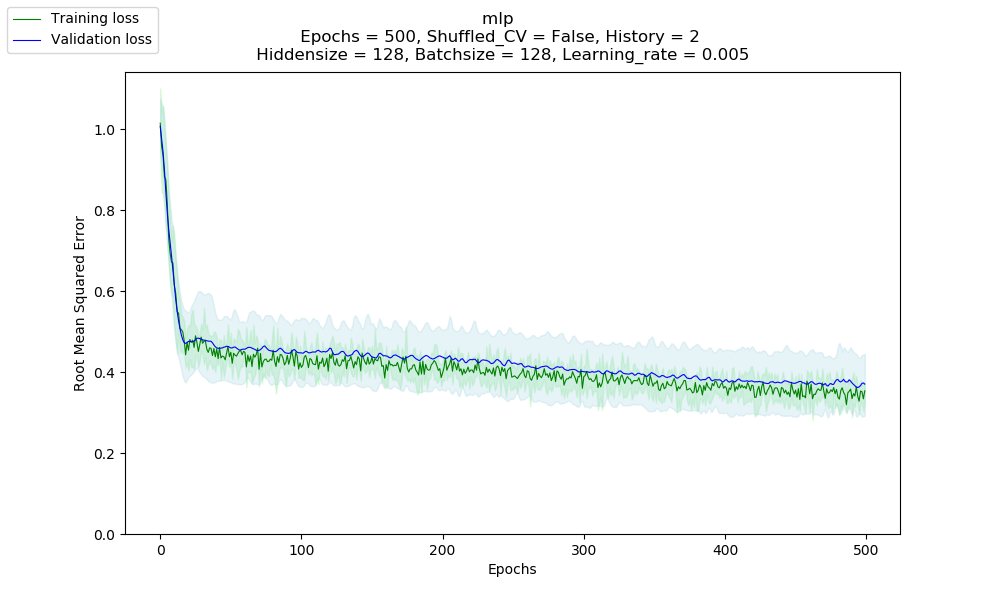 Training loss
Validation loss
mlp
Epochs = 500, Shuffled_CV = False, History = 2
Hiddensize = 128, Batchsize = 128, Learning_rate = 0.005
Root Mean Squared Error
1.0
0.8
0.6
0.4
0.2
0.0
0 100 200 300 400 500
Epochs